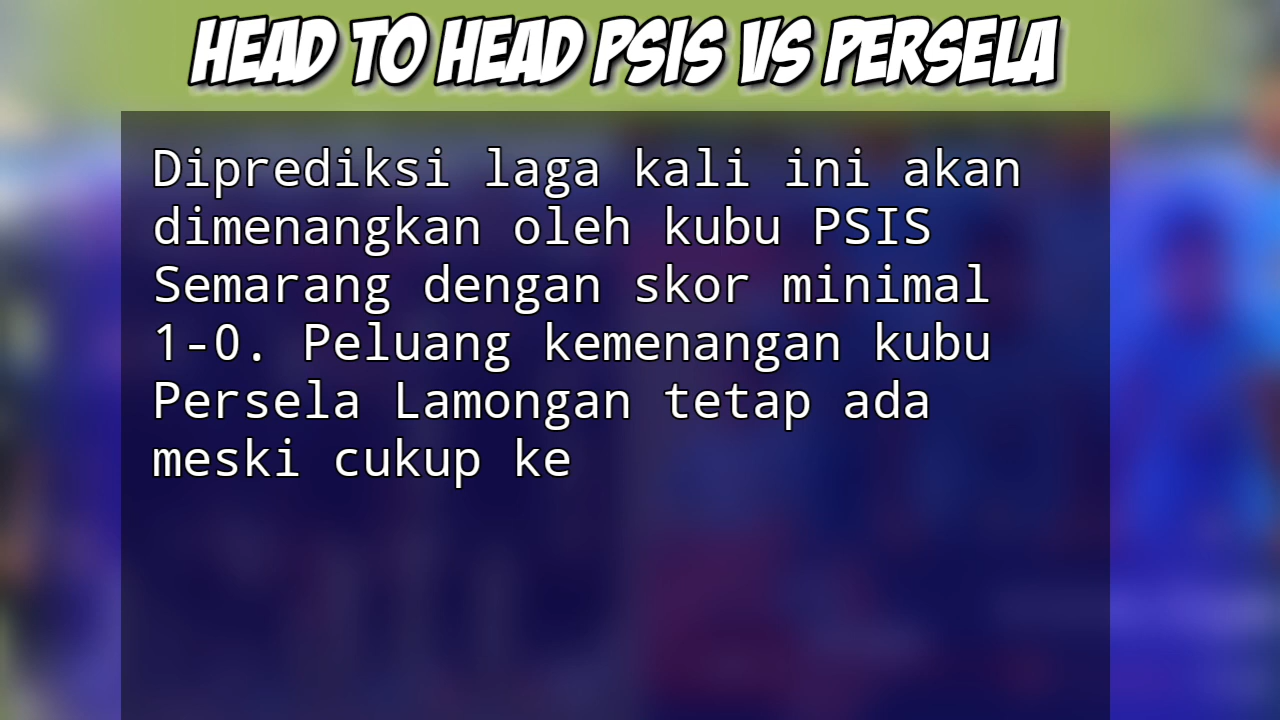 HEAD TO HEAD PSIS VS PERSELA
Diprediksi laga kali ini akan
dimenangkan oleh kubu PSIS
Semarang dengan skor minimal
1-0. Peluang kemenangan kubu
Persela Lamongan tetap ada
meski cukup ke